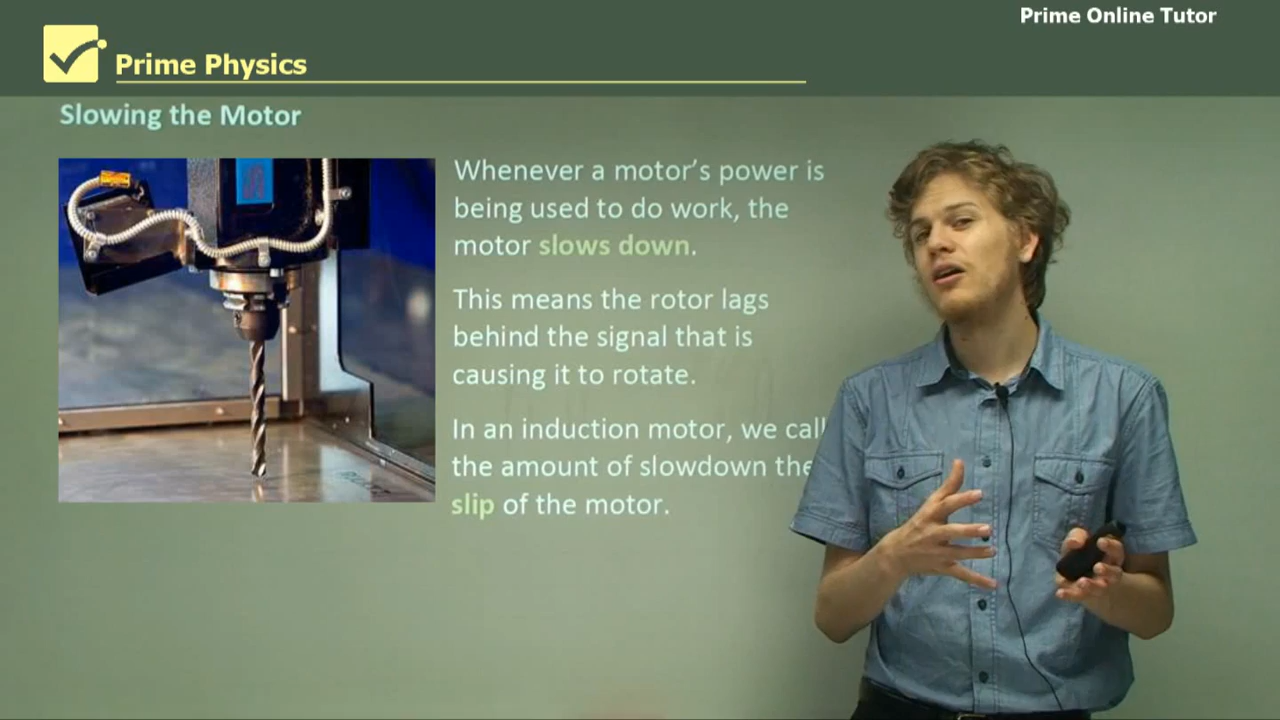 Prime Online Tutor
Prime Physics
Slowing the Motor
Whenever a motor's power is
being used to do work, the
motor slows down.
This means the rotor lags
behind the signal that is
causing it to rotate.
In an induction motor, we call
the amount of slowdown the
slip of the motor.